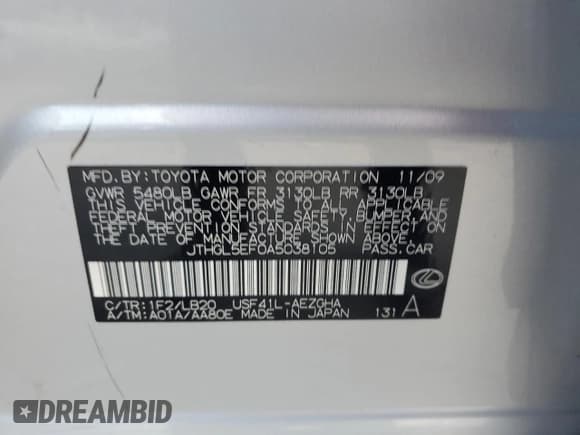 MFD. BY: TOYOTA MOTOR CORPORATION 11/09
GVWR 5480LB GAWR FR 3130LB RR 3130LB
THIS VEHICLE CONFORMS TO ALL APPLICABLE
FEDERAL MOTOR VEHICLE SAFETY, BUMPER, AND
THEFT PREVENTION STANDARDS IN EFFECT ON
THE DATE OF MANUFACTURE SHOWN ABOVE.
JTHGL5EF0A5038105 PASS. CAR
C/TR: 1F2/LB20 USF41L-AEZGHA
A/TM: A01A/AA80E MADE IN JAPAN 131 A
DREAMBID